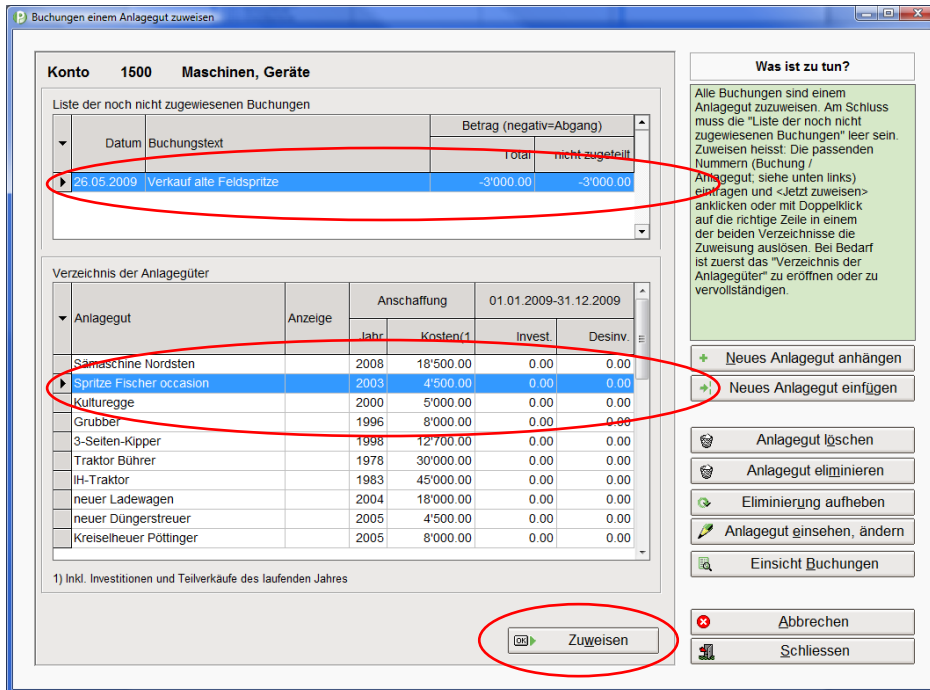 Buchungen einem Anlagegut zuweisen
Konto 1500 Maschinen, Geräte
Liste der noch nicht zugewiesenen Buchungen
Betrag (negativ=Abgang)
Datum Buchungstext Total nicht zugeteilt
26.05.2009 Verkauf alte Feldspritze -3'000.00 -3'000.00
Verzeichnis der Anlagegüter
Anschaffung 01.01.2009-31.12.2009
Anlagegut Anzeige
Jahr Kosten(1 Invest. Desinv.
Sämaschine Nordsten 2008 18'500.00 0.00 0.00
Spritze Fischer occasion 2003 4'500.00 0.00 0.00
Kulturegge 2000 5'000.00 0.00 0.00
Grubber 1996 8'000.00 0.00 0.00
3-Seiten-Kipper 1998 12'700.00 0.00 0.00
Traktor Bührer 1978 30'000.00 0.00 0.00
IH-Traktor 1983 45'000.00 0.00 0.00
neuer Ladewagen 2004 18'000.00 0.00 0.00
neuer Düngerstreuer 2005 4'500.00 0.00 0.00
Kreiselheuer Pöttinger 2005 8'000.00 0.00 0.00
1) Inkl. Investitionen und Teilverkäufe des laufenden Jahres
OK Zuweisen
Was ist zu tun?
Alle Buchungen sind einem
Anlagegut zuzuweisen. Am Schluss
muss die "Liste der noch nicht
zugewiesenen Buchungen" leer sein.
Zuweisen heisst: Die passenden
Nummern (Buchung /
Anlagegut; siehe unten links)
eintragen und <Jetzt zuweisen>
anklicken oder mit Doppelklick
auf die richtige Zeile in einem
der beiden Verzeichnisse die
Zuweisung auslösen. Bei Bedarf
ist zuerst das "Verzeichnis der
Anlagegüter" zu eröffnen oder zu
vervollständigen.
Neues Anlagegut anhängen
Neues Anlagegut einfügen
Anlagegut löschen
Anlagegut eliminieren
Eliminierung aufheben
Anlagegut einsehen, ändern
Einsicht Buchungen
Abbrechen
Schliessen